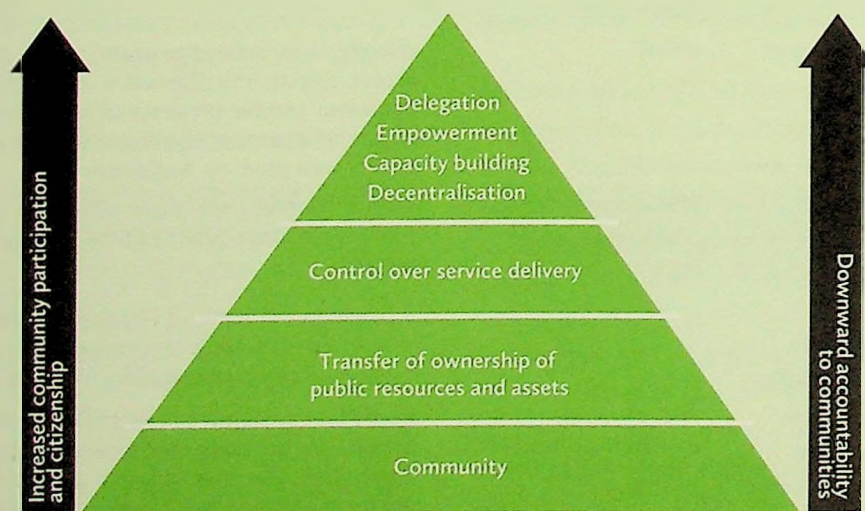 Increased community participation
and citizenship
Delegation
Empowerment
Capacity building
Decentralisation
Control over service delivery
Transfer of ownership of
public resources and assets
Community
Downward accountability
to communities